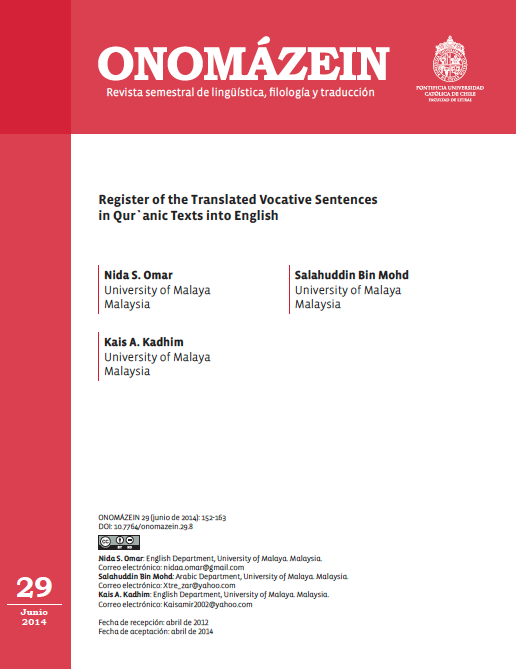 ONOMÁZEIN
Revista semestral de lingüística, filología y traducción
PONTIFICIA UNIVERSIDAD
CATÓLICA DE CHILE
FACULTAD DE LETRAS
Register of the Translated Vocative Sentences
in Qur`anic Texts into English
Nida S. Omar
University of Malaya
Malaysia
Salahuddin Bin Mohd
University of Malaya
Malaysia
Kais A. Kadhim
University of Malaya
Malaysia
ONOMÁZEIN 29 (junio de 2014): 152-163
DOI: 10.7764/onomazein.29.8
cc
BY NC
Nida S. Omar: English Department, University of Malaya. Malaysia.
Correo electrónico: nidaa.omar@gmail.com
Salahuddin Bin Mohd: Arabic Department, University of Malaya. Malaysia.
Correo electrónico: Xtre_zar@yahoo.com
Kais A. Kadhim: English Department, University of Malaya. Malaysia.
Correo electrónico: Kaisamir2002@yahoo.com
Fecha de recepción: abril de 2012
Fecha de aceptación: abril de 2014
29
Junio
2014